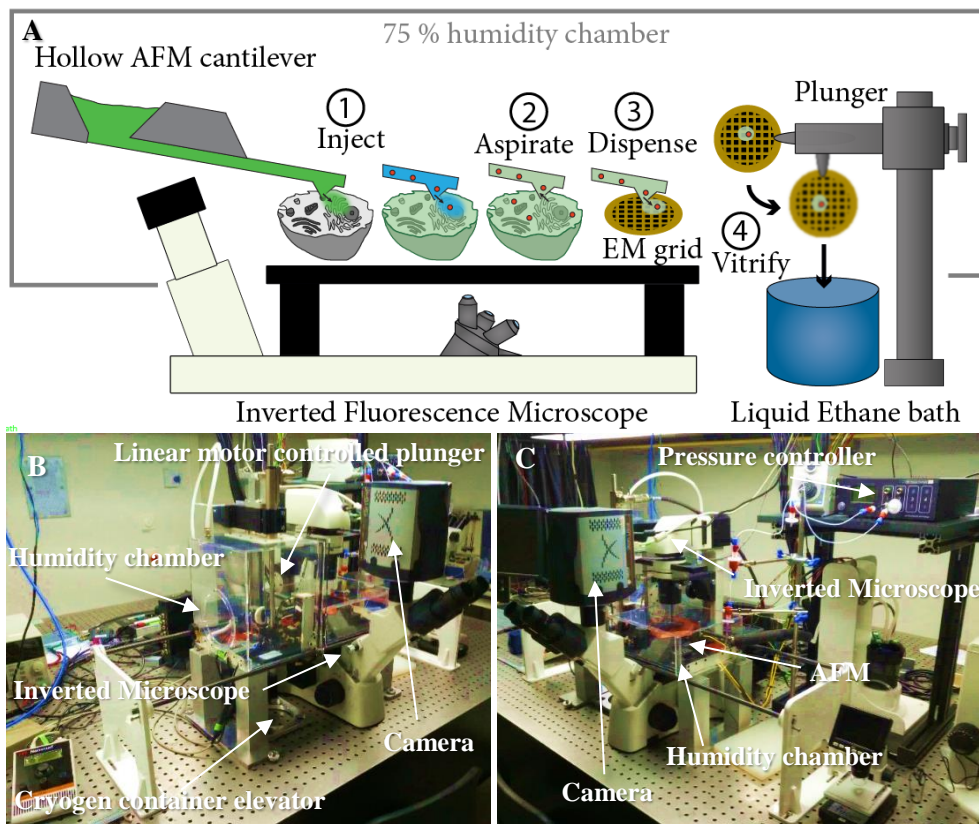 A
75 % humidity chamber
Hollow AFM cantilever
1
Inject
2
Aspirate
3
Dispense
Plunger
EM grid
4
Vitrify
Inverted Fluorescence Microscope
Liquid Ethane bath
ath
B
Linear motor controlled plunger
Humidity chamber
Inverted Microscope
Camera
Cryogen container elevator
C
Pressure controller
Inverted Microscope
AFM
Humidity chamber
Camera